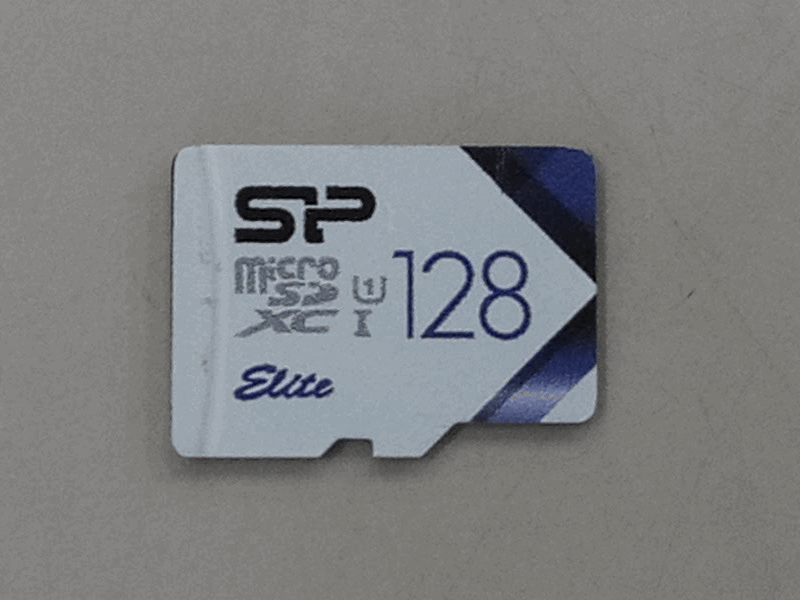 SP
micro
SD
XC I
U1
128
Elite